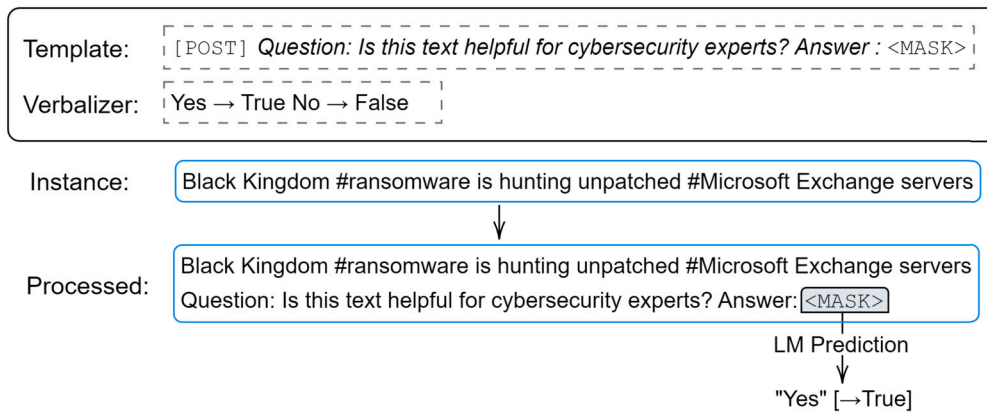 Template: [POST] Question: Is this text helpful for cybersecurity experts? Answer : <MASK>
Verbalizer: Yes → True No → False
Instance: Black Kingdom #ransomware is hunting unpatched #Microsoft Exchange servers
Processed: Black Kingdom #ransomware is hunting unpatched #Microsoft Exchange servers
Question: Is this text helpful for cybersecurity experts? Answer: <MASK>
LM Prediction
"Yes" [→True]